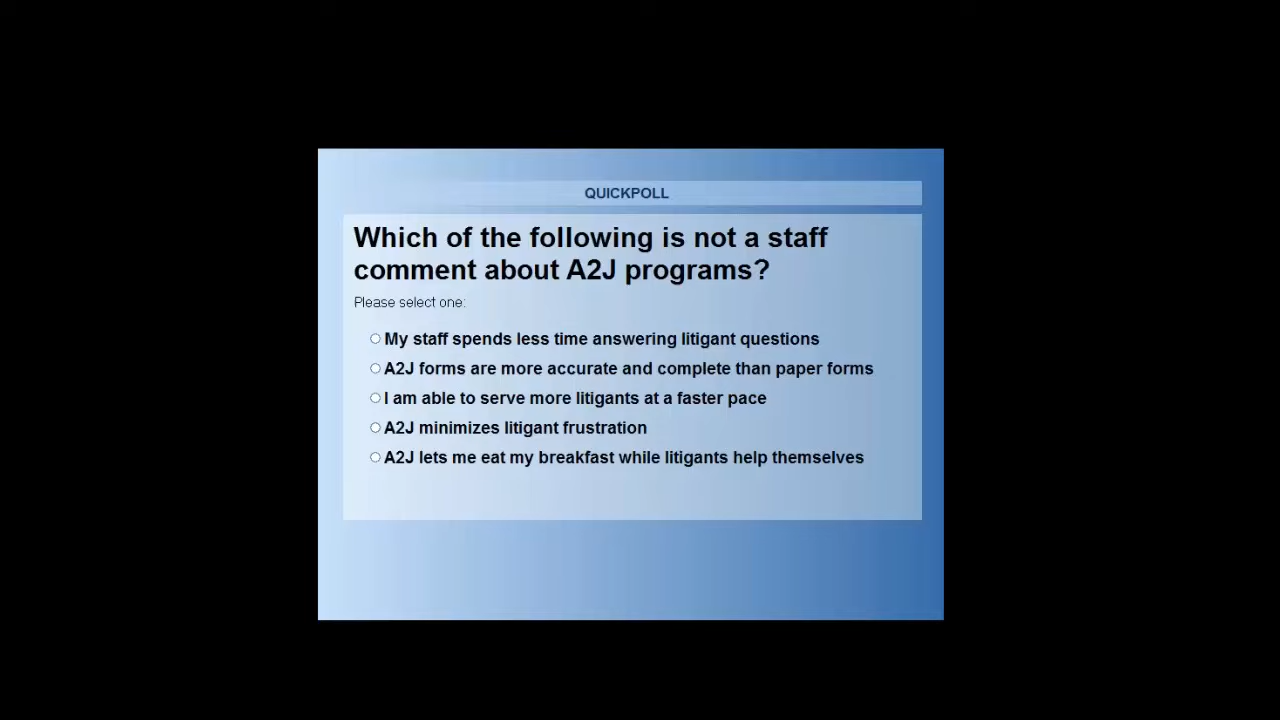 QUICKPOLL
Which of the following is not a staff
comment about A2J programs?
Please select one:
My staff spends less time answering litigant questions
A2J forms are more accurate and complete than paper forms
I am able to serve more litigants at a faster pace
A2J minimizes litigant frustration
A2J lets me eat my breakfast while litigants help themselves